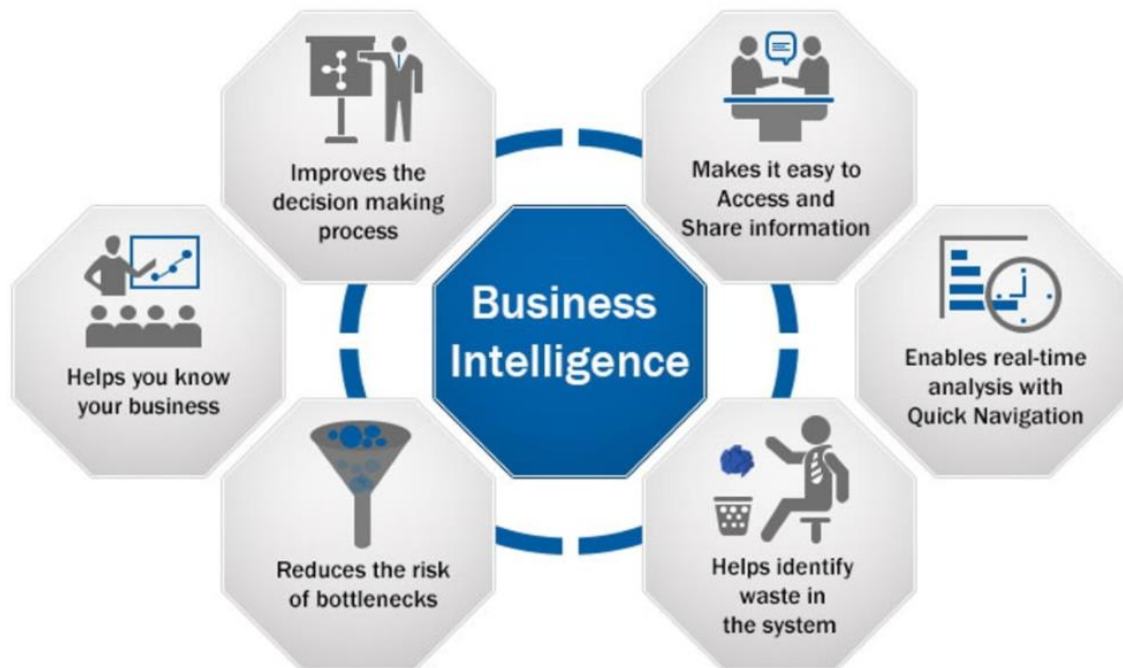 Improves the
decision making
process
Makes it easy to
Access and
Share information
Helps you know
your business
Business
Intelligence
Enables real-time
analysis with
Quick Navigation
Reduces the risk
of bottlenecks
Helps identify
waste in
the system